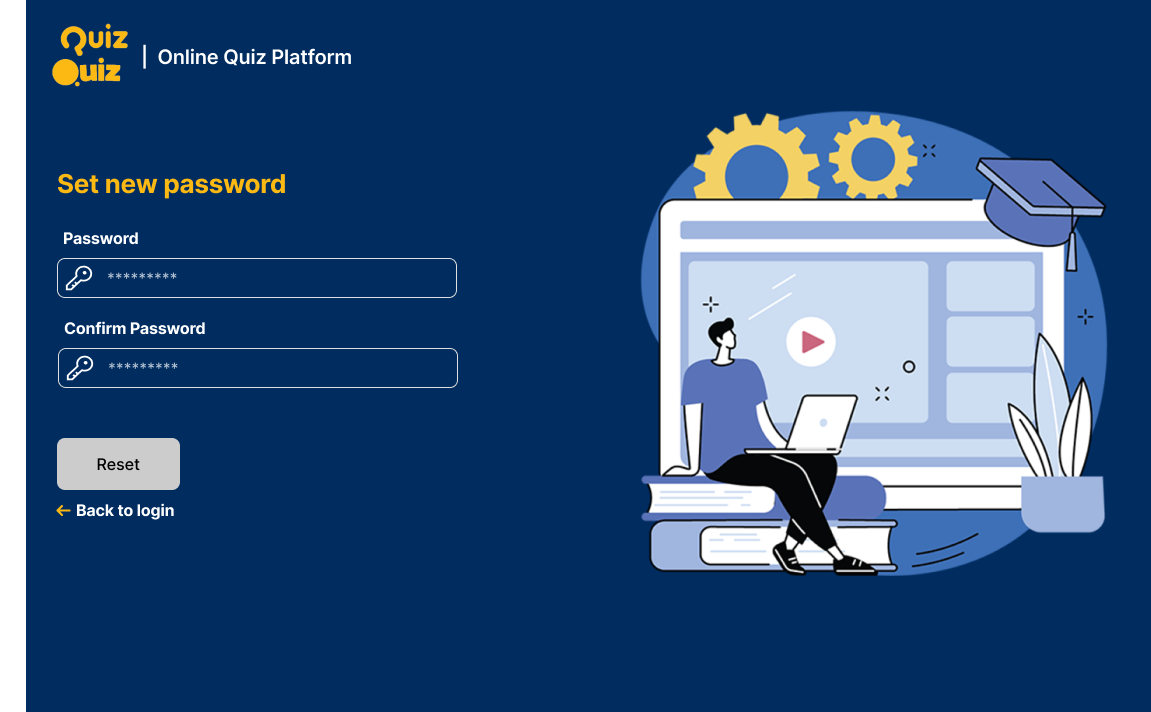 Quiz
Quiz
| Online Quiz Platform
Set new password
Password
*********
Confirm Password
*********
Reset
← Back to login